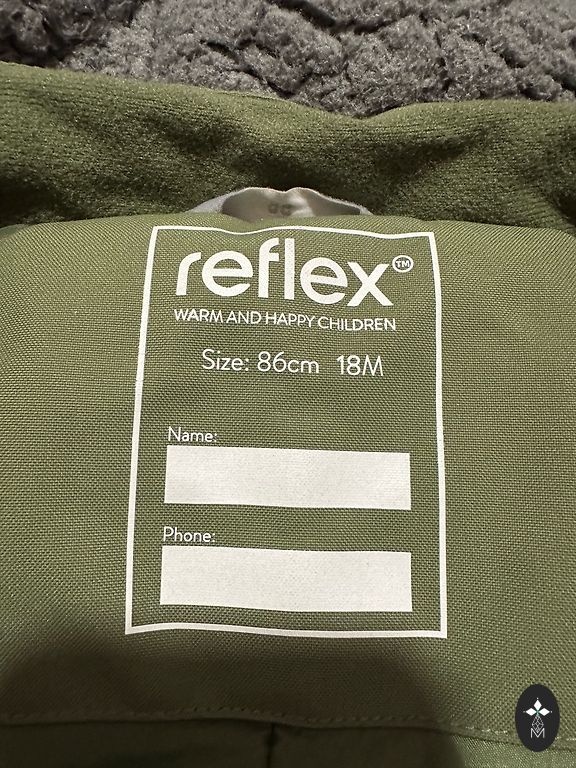 reflex™
WARM AND HAPPY CHILDREN
Size: 86cm 18M
Name:
Phone:
M